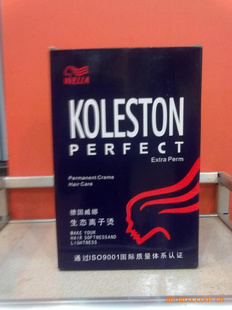 WELLA
KOLESTON
PERFECT
Extra Perm
Permanent Creme
Hair Care
德国威娜
生态离子烫
MAKE YOUR
HAIR SOFTNESSAND
LIGHTNESS
通过ISO9001国际质量体系认证